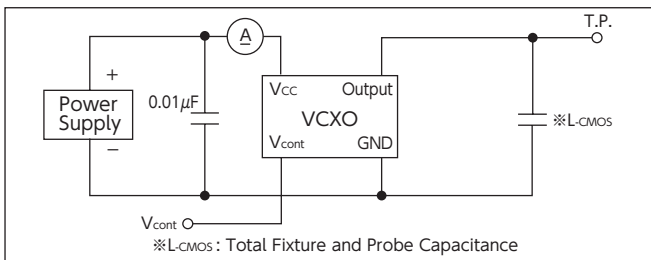 T.P.
A
+
Power
Supply
−
0.01μF
Vcc Output
VCXO
Vcont GND
※L-CMOS
Vcont
※L-CMOS : Total Fixture and Probe Capacitance